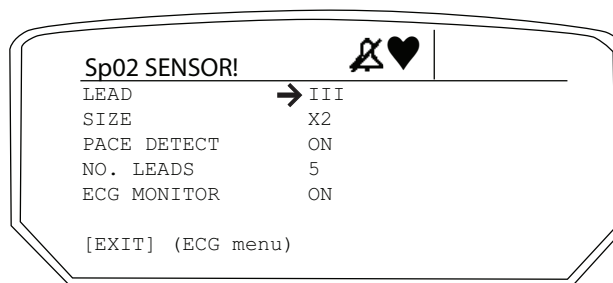 Sp02 SENSOR!
LEAD III
SIZE X2
PACE DETECT ON
NO. LEADS 5
ECG MONITOR ON
[EXIT] (ECG menu)